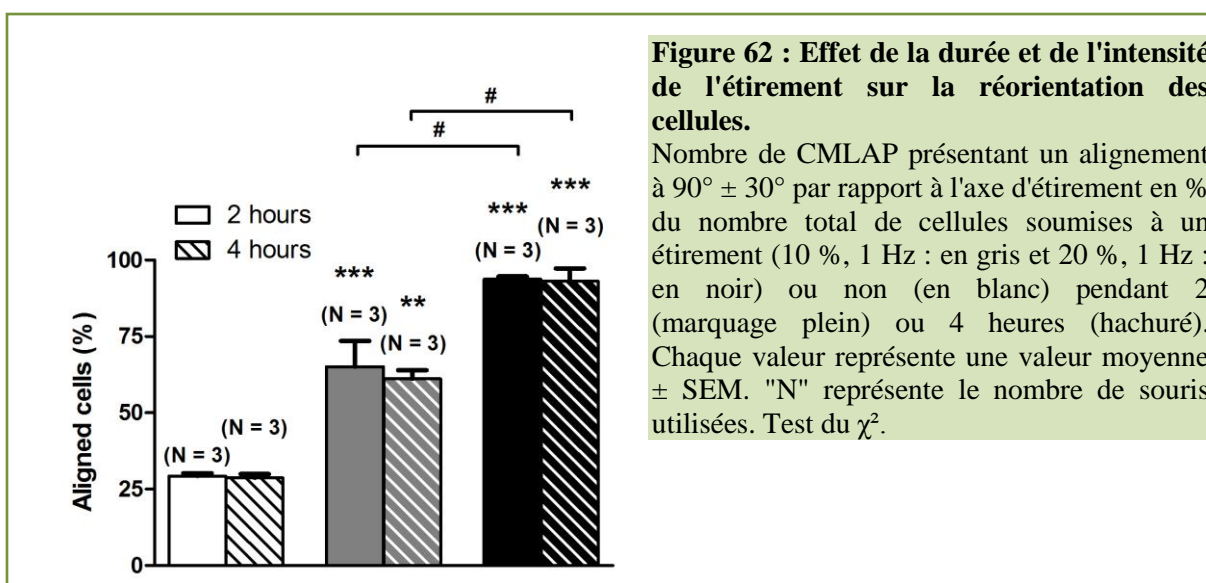 Figure 62 : Effet de la durée et de l'intensité
de l'étirement sur la réorientation des
cellules.
Nombre de CMLAP présentant un alignement
à 90° ± 30° par rapport à l'axe d'étirement en %
du nombre total de cellules soumises à un
étirement (10 %, 1 Hz : en gris et 20 %, 1 Hz :
en noir) ou non (en blanc) pendant 2
(marquage plein) ou 4 heures (hachuré).
Chaque valeur représente une valeur moyenne
± SEM. "N" représente le nombre de souris
utilisées. Test du χ².
#
#
2 hours
4 hours
***
***
(N = 3)
(N = 3)
***
**
(N = 3)
(N = 3)
(N = 3)
(N = 3)
Aligned cells (%)
100
75
50
25
0